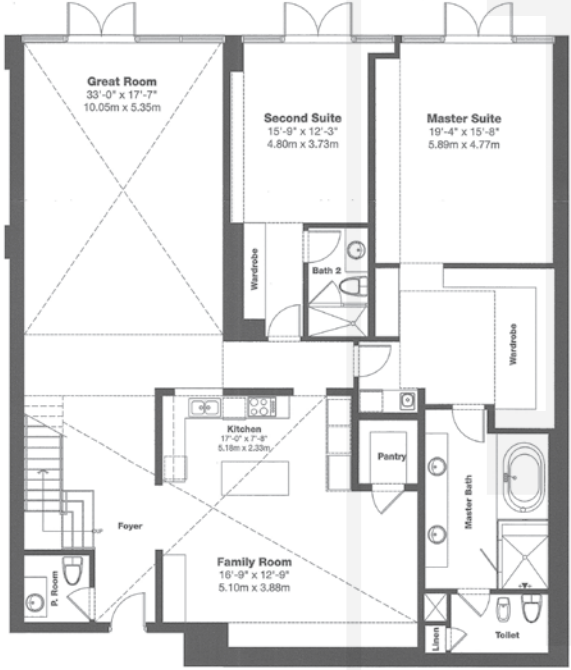 Great Room
33'-0" x 17'-7"
10.05m x 5.35m
Second Suite
15'-9" x 12'-3"
4.80m x 3.73m
Master Suite
19'-4" x 15'-8"
5.89m x 4.77m
Wardrobe
Bath 2
Wardrobe
Kitchen
17'-0" x 7'-8"
5.18m x 2.33m
Pantry
Master Bath
Foyer
Family Room
16'-9" x 12'-9"
5.10m x 3.88m
P. Room
Linen
Toilet